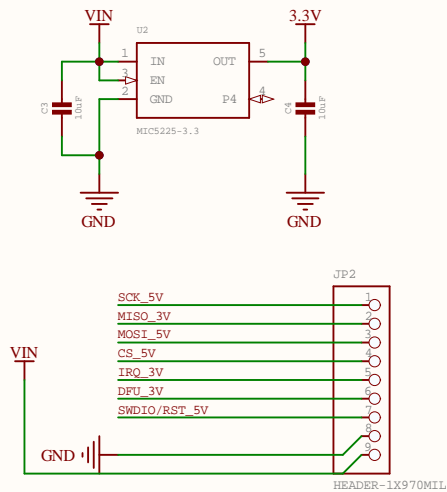 VIN
3.3V
U2
1 IN OUT 5
3 EN
2 GND P4 4
C3 10uF
C4 10uF
MIC5225-3.3
GND
GND
JP2
SCK_5V 1
MISO_3V 2
MOSI_5V 3
VIN
CS_5V 4
IRQ_3V 5
DFU_3V 6
SWDIO/RST_5V 7
8
GND 9
HEADER-1X970MIL